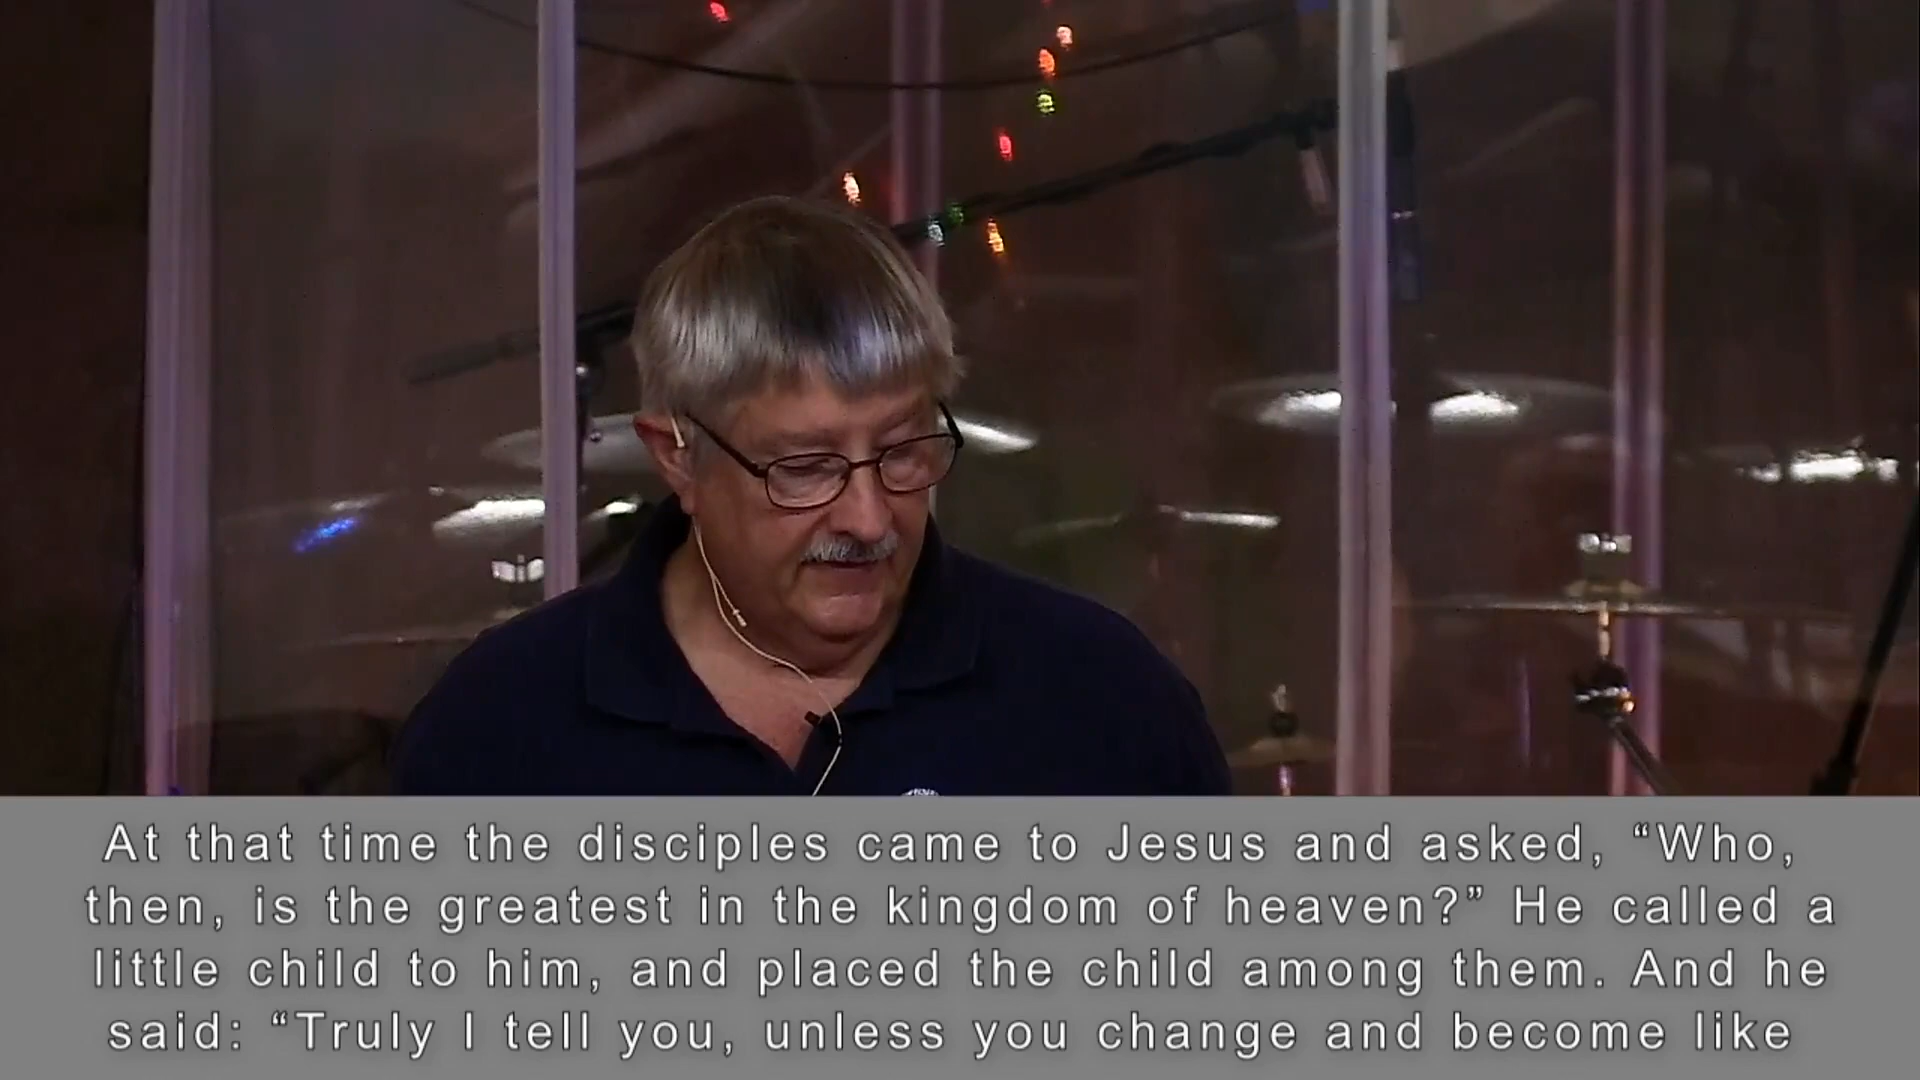 At that time the disciples came to Jesus and asked, “Who,
then, is the greatest in the kingdom of heaven?” He called a
little child to him, and placed the child among them. And he
said: “Truly I tell you, unless you change and become like